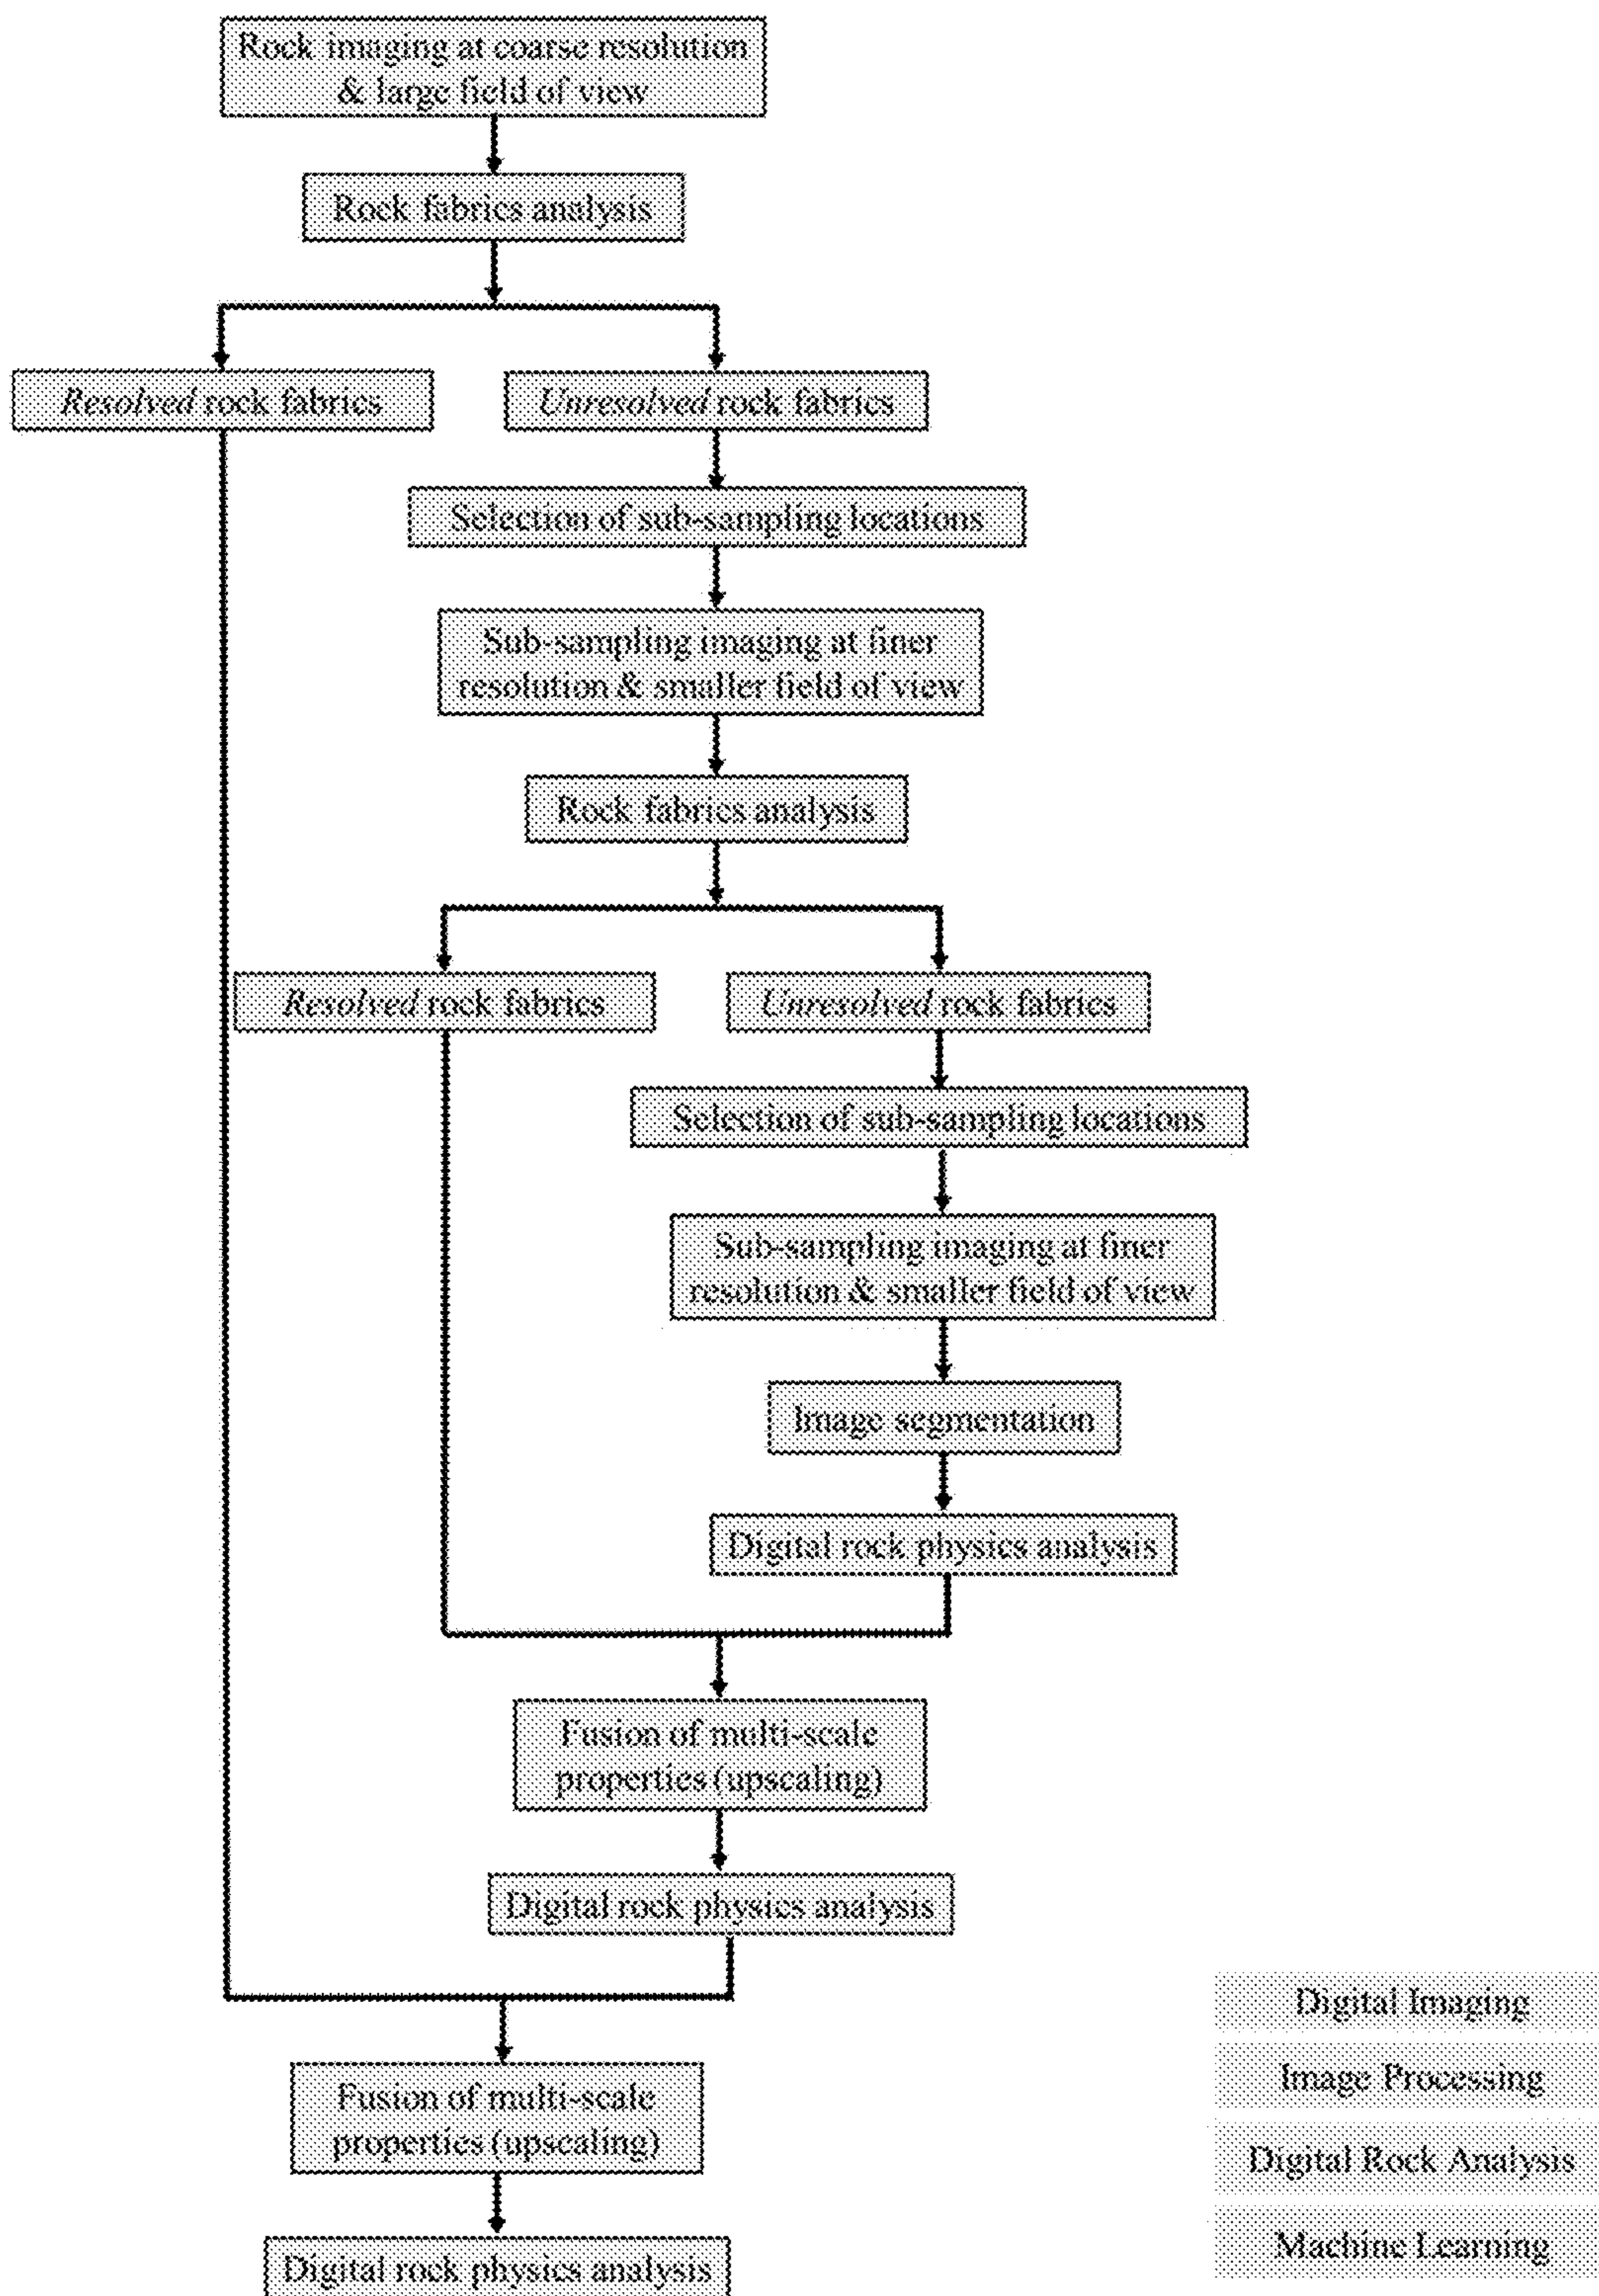 Rock imaging at coarse resolution
& large field of view
Rock fabrics analysis
Resolved rock fabrics
Unresolved rock fabrics
Selection of sub-sampling locations
Sub-sampling imaging at finer
resolution & smaller field of view
Rock fabrics analysis
Resolved rock fabrics
Unresolved rock fabrics
Selection of sub-sampling locations
Sub-sampling imaging at finer
resolution & smaller field of view
Image segmentation
Digital rock physics analysis
Fusion of multi-scale
properties (upscaling)
Digital rock physics analysis
Fusion of multi-scale
properties (upscaling)
Digital rock physics analysis
Digital Imaging
Image Processing
Digital Rock Analysis
Machine Learning